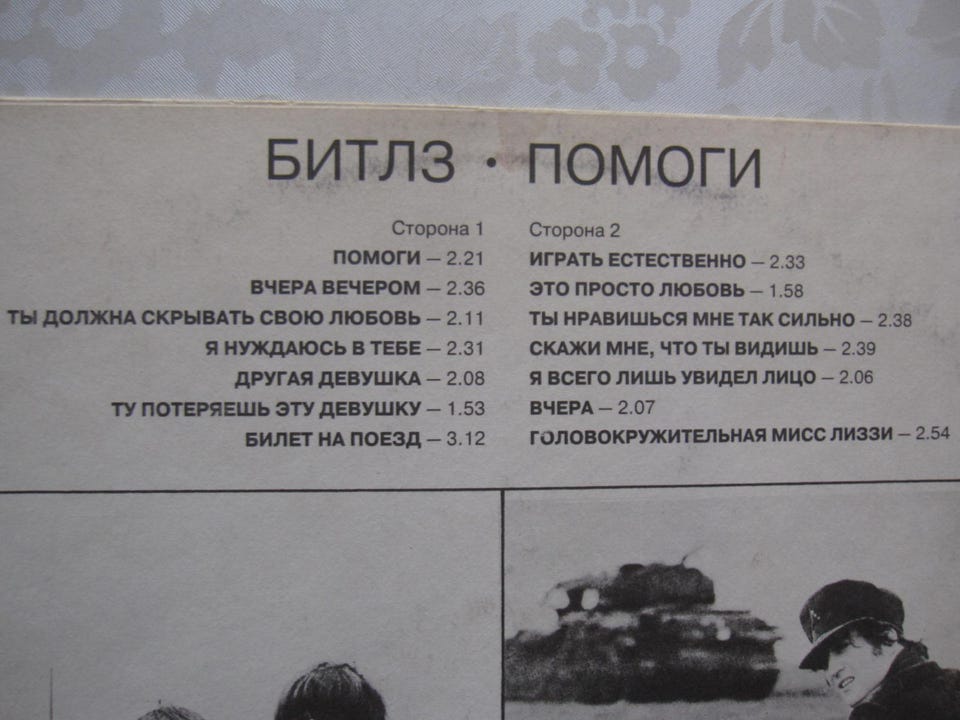 БИТЛЗ · ПОМОГИ
Сторона 1
ПОМОГИ — 2.21
ВЧЕРА ВЕЧЕРОМ — 2.36
ТЫ ДОЛЖНА СКРЫВАТЬ СВОЮ ЛЮБОВЬ — 2.11
Я НУЖДАЮСЬ В ТЕБЕ — 2.31
ДРУГАЯ ДЕВУШКА — 2.08
ТУ ПОТЕРЯЕШЬ ЭТУ ДЕВУШКУ — 1.53
БИЛЕТ НА ПОЕЗД — 3.12
Сторона 2
ИГРАТЬ ЕСТЕСТВЕННО — 2.33
ЭТО ПРОСТО ЛЮБОВЬ — 1.58
ТЫ НРАВИШЬСЯ МНЕ ТАК СИЛЬНО — 2.38
СКАЖИ МНЕ, ЧТО ТЫ ВИДИШЬ — 2.39
Я ВСЕГО ЛИШЬ УВИДЕЛ ЛИЦО — 2.06
ВЧЕРА — 2.07
ГОЛОВОКРУЖИТЕЛЬНАЯ МИСС ЛИЗЗИ — 2.54